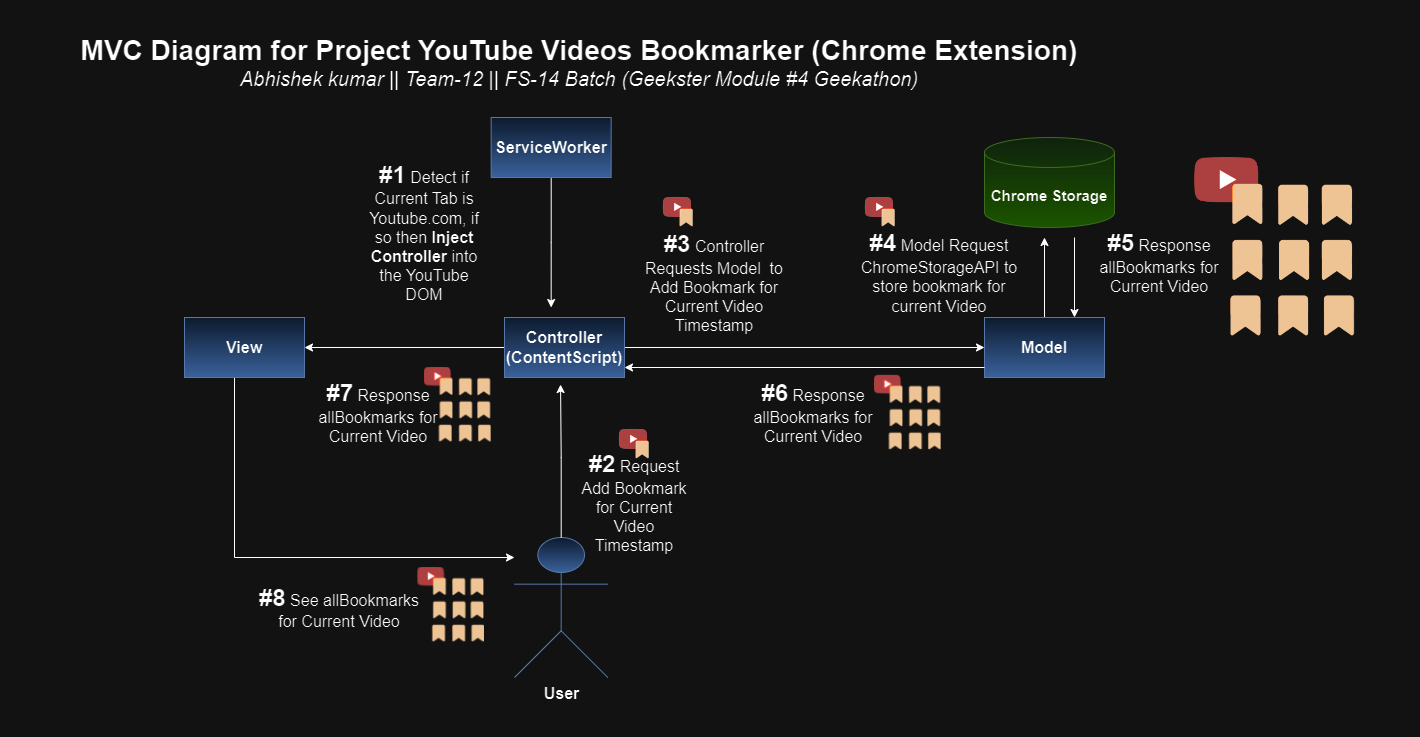 MVC Diagram for Project YouTube Videos Bookmarker (Chrome Extension)
Abhishek kumar || Team-12 || FS-14 Batch (Geekster Module #4 Geekathon)
ServiceWorker
#1 Detect if
Current Tab is
Youtube.com, if
so then Inject
Controller into
the YouTube
DOM
#3 Controller
Requests Model to
Add Bookmark for
Current Video
Timestamp
#4 Model Request
ChromeStorageAPI to
store bookmark for
current Video
Chrome Storage
#5 Response
allBookmarks for
Current Video
View
Controller
(ContentScript)
Model
#7 Response
allBookmarks for
Current Video
#6 Response
allBookmarks for
Current Video
#2 Request
Add Bookmark
for Current
Video
Timestamp
#8 See allBookmarks
for Current Video
User